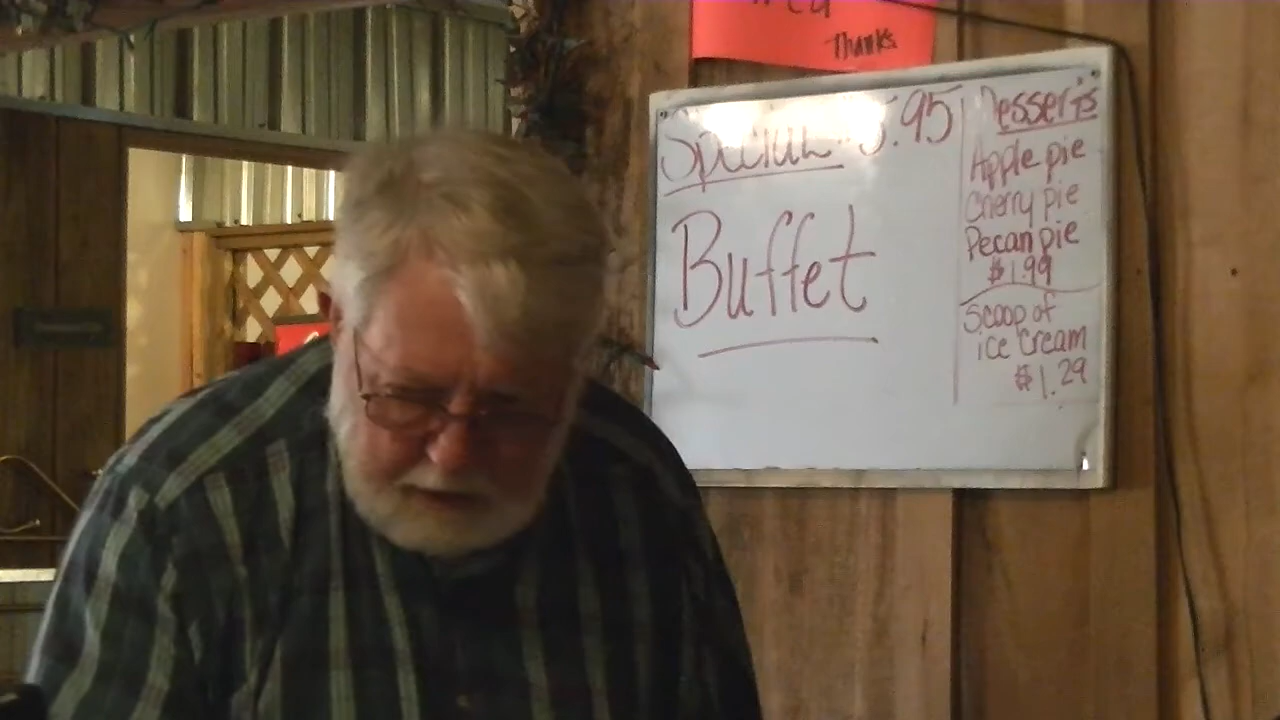 Thanks
Special 5.95
Buffet
Desserts
Apple pie
Cherry pie
Pecan pie
$1.99
Scoop of
ice cream
$1.29